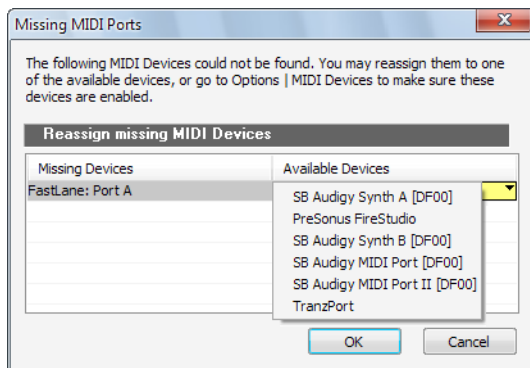 Missing MIDI Ports
The following MIDI Devices could not be found. You may reassign them to one
of the available devices, or go to Options | MIDI Devices to make sure these
devices are enabled.
Reassign missing MIDI Devices
Missing Devices Available Devices
FastLane: Port A
SB Audigy Synth A [DF00]
PreSonus FireStudio
SB Audigy Synth B [DF00]
SB Audigy MIDI Port [DF00]
SB Audigy MIDI Port II [DF00]
TranzPort
OK Cancel